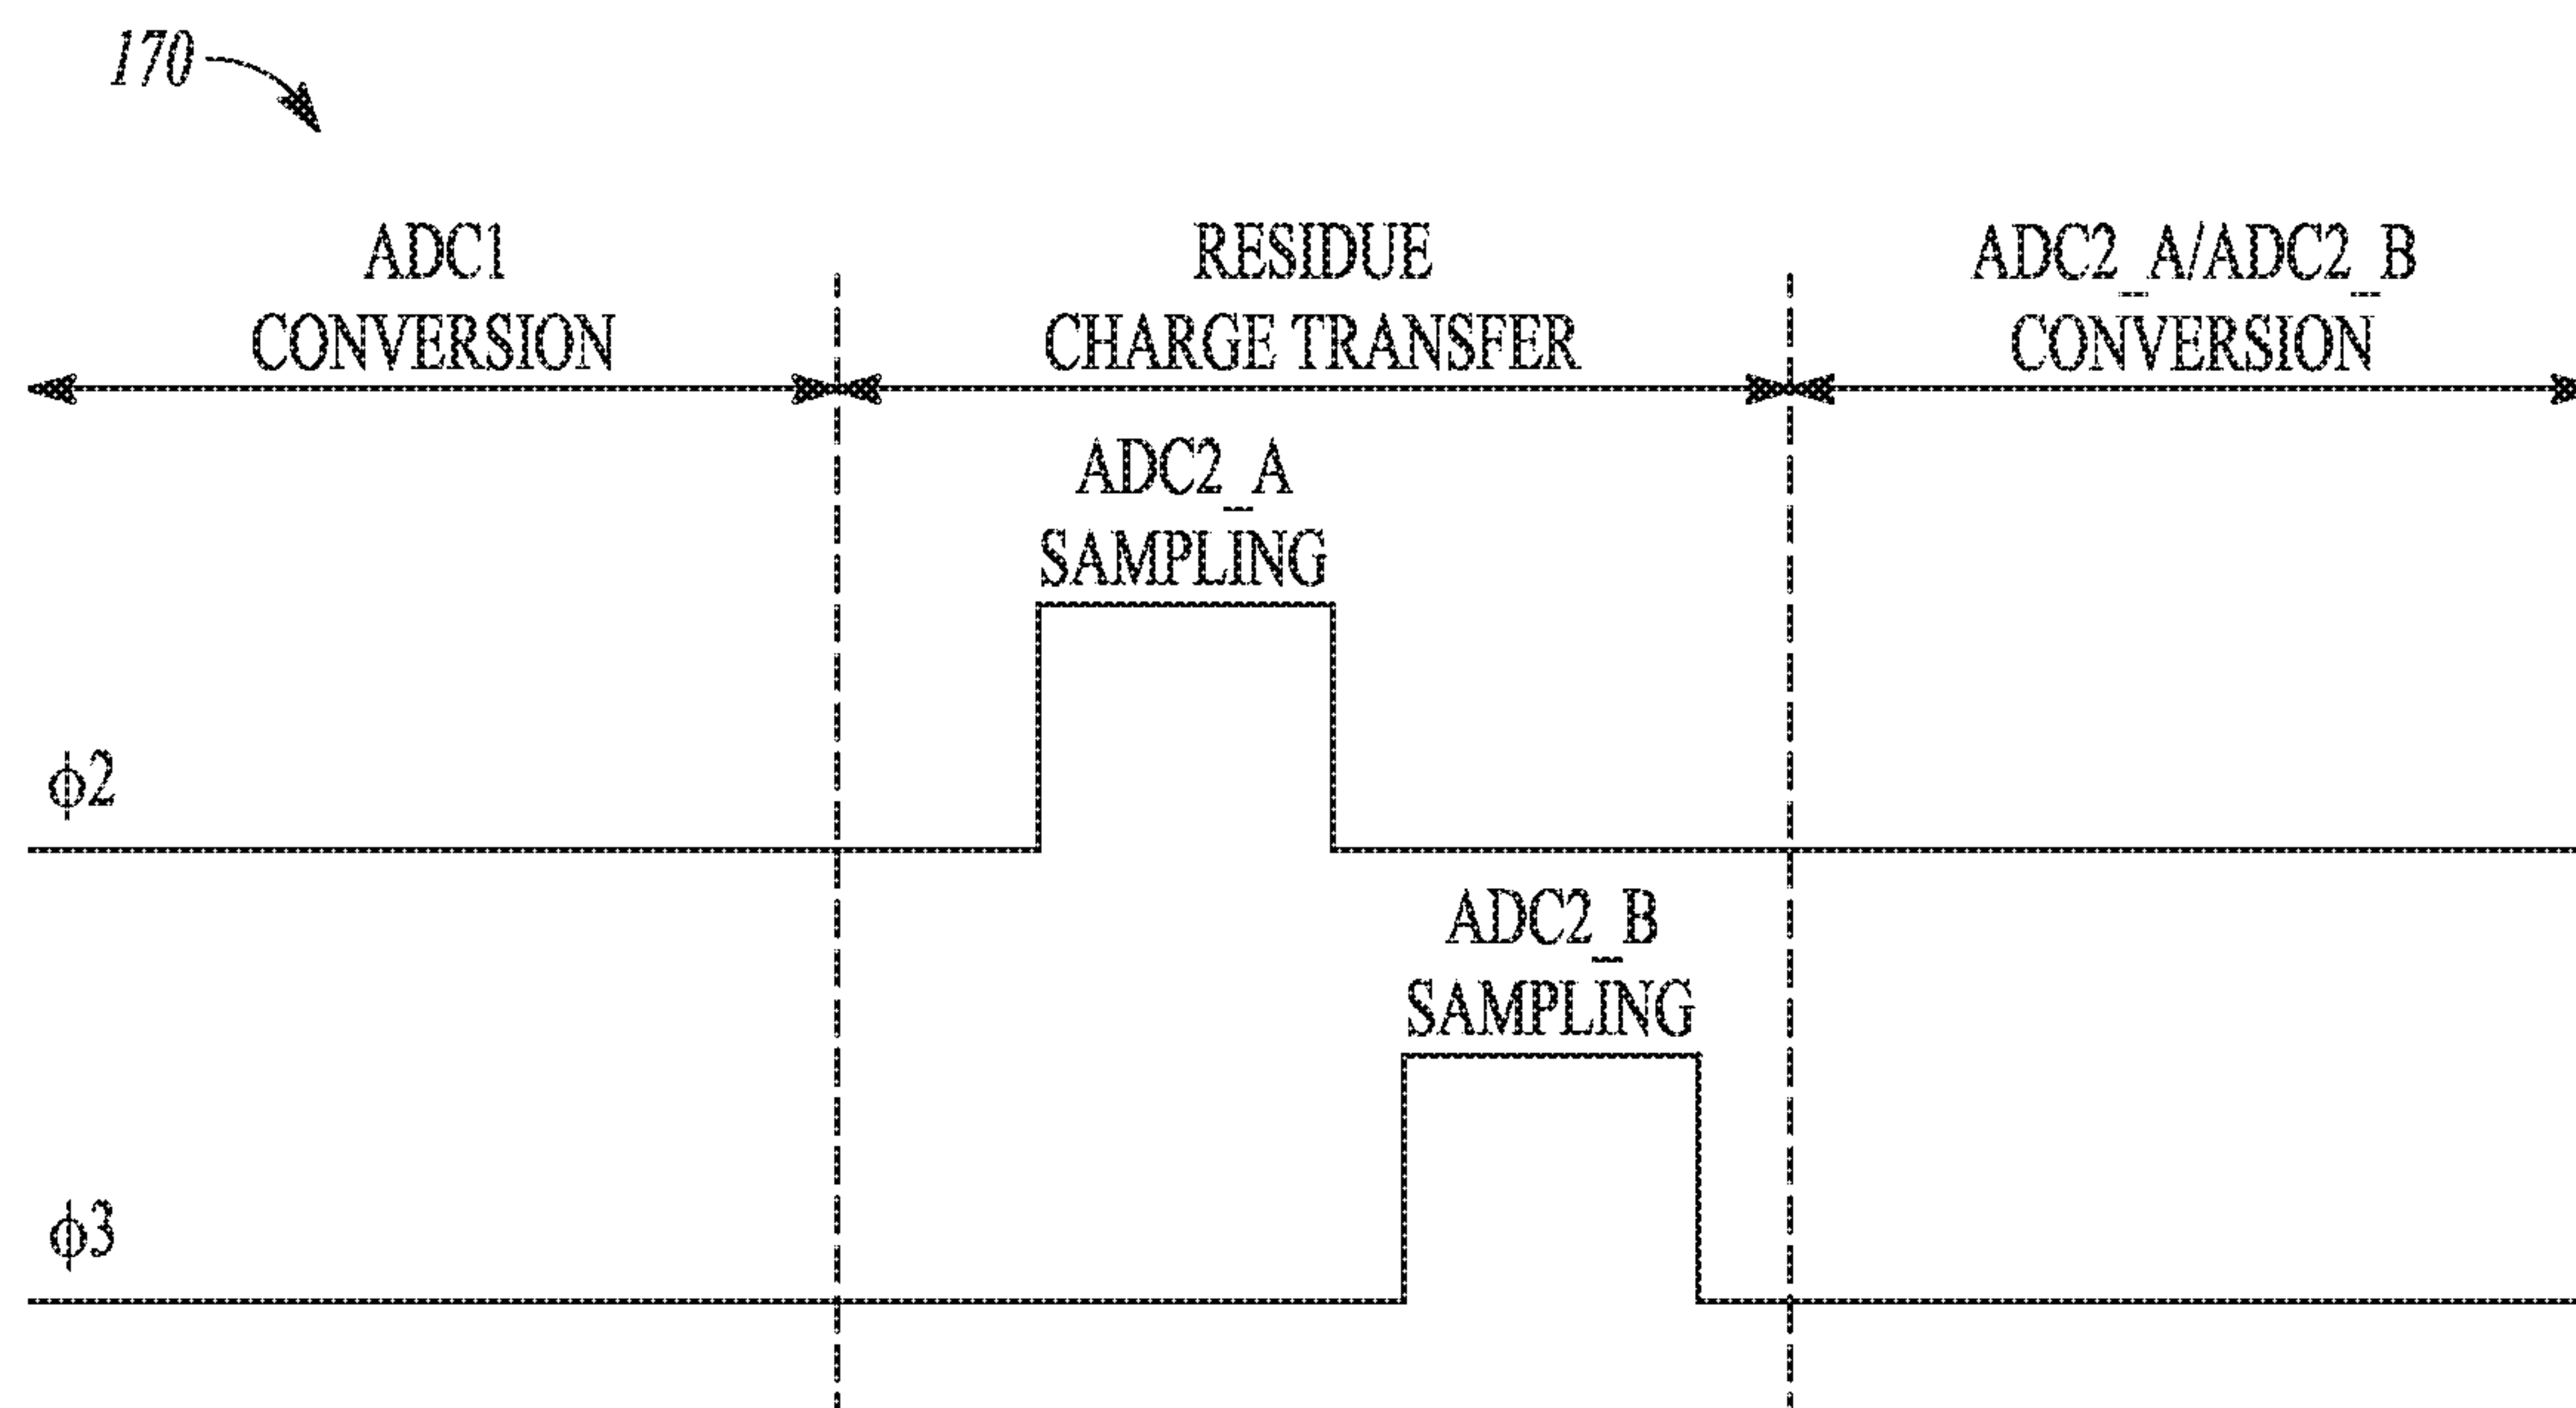 170
ADC1
CONVERSION
RESIDUE
CHARGE TRANSFER
ADC2_A/ADC2_B
CONVERSION
ADC2_A
SAMPLING
ϕ2
ADC2_B
SAMPLING
ϕ3